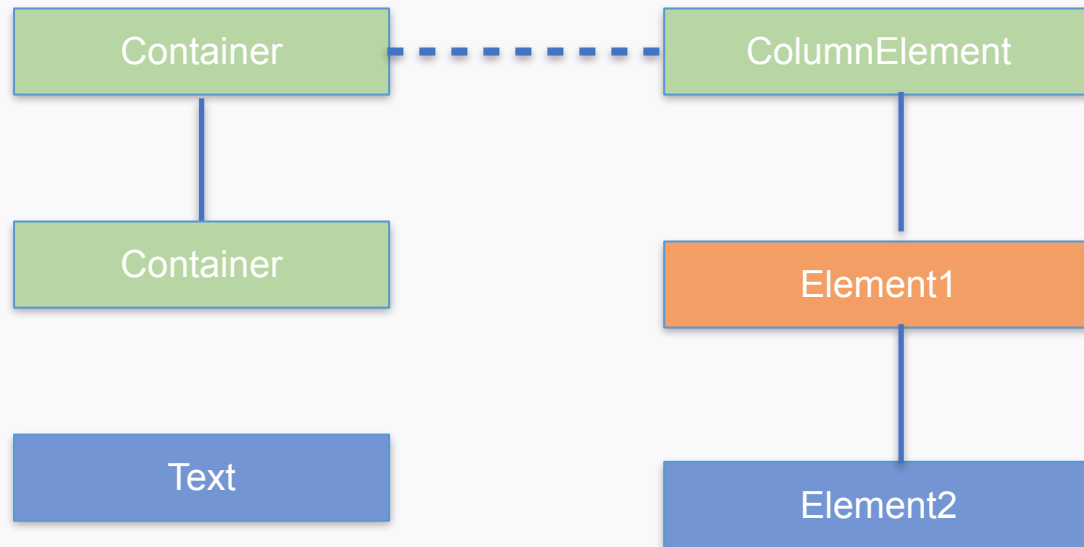 Container
ColumnElement
Container
Element1
Text
Element2